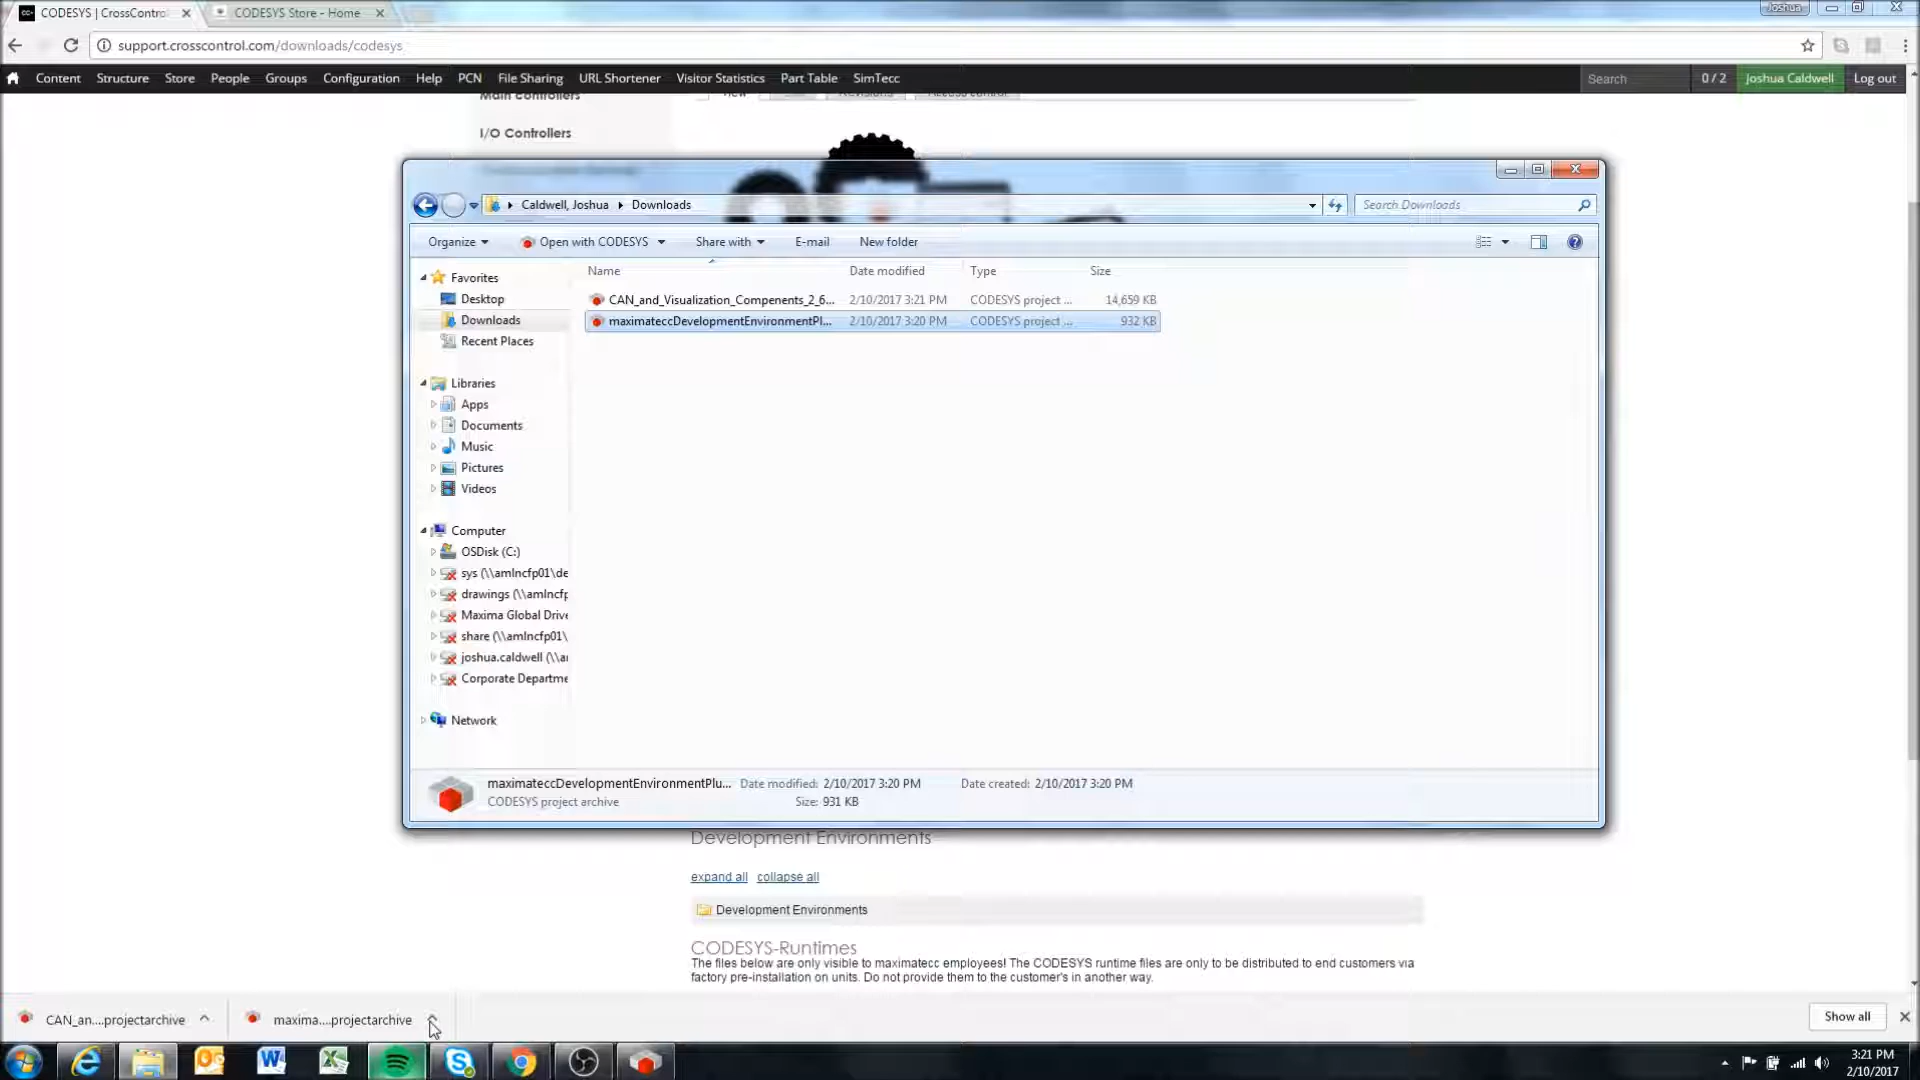 CODESYS | CrossContro
CODESYS Store - Home
Joshua
support.crosscontrol.com/downloads/codesys
Content Structure Store People Groups Configuration Help PCN File Sharing URL Shortener Visitor Statistics Part Table SimTecc Search 0 / 2 Joshua Caldwell Log out
Main controllers
View Revisions Access control
I/O Controllers
Caldwell, Joshua Downloads Search Downloads
Organize Open with CODESYS Share with E-mail New folder
Name Date modified Type Size
CAN_and_Visualization_Compenents_2_6... 2/10/2017 3:21 PM CODESYS project ... 14,659 KB
maximateccDevelopmentEnvironmentPl... 2/10/2017 3:20 PM CODESYS project ... 932 KB
Favorites
Desktop
Downloads
Recent Places
Libraries
Apps
Documents
Music
Pictures
Videos
Computer
OSDisk (C:)
sys (\\amlncfp01\de
drawings (\\amlncfp
Maxima Global Drive
share (\\amlncfp01\
joshua.caldwell (\\a
Corporate Departme
Network
maximateccDevelopmentEnvironmentPlu... Date modified: 2/10/2017 3:20 PM Date created: 2/10/2017 3:20 PM
CODESYS project archive Size: 931 KB
Development Environments
expand all collapse all
Development Environments
CODESYS-Runtimes
The files below are only visible to maximatecc employees! The CODESYS runtime files are only to be distributed to end customers via
factory pre-installation on units. Do not provide them to the customer's in another way.
CAN_an....projectarchive maxima....projectarchive Show all
3:21 PM
2/10/2017